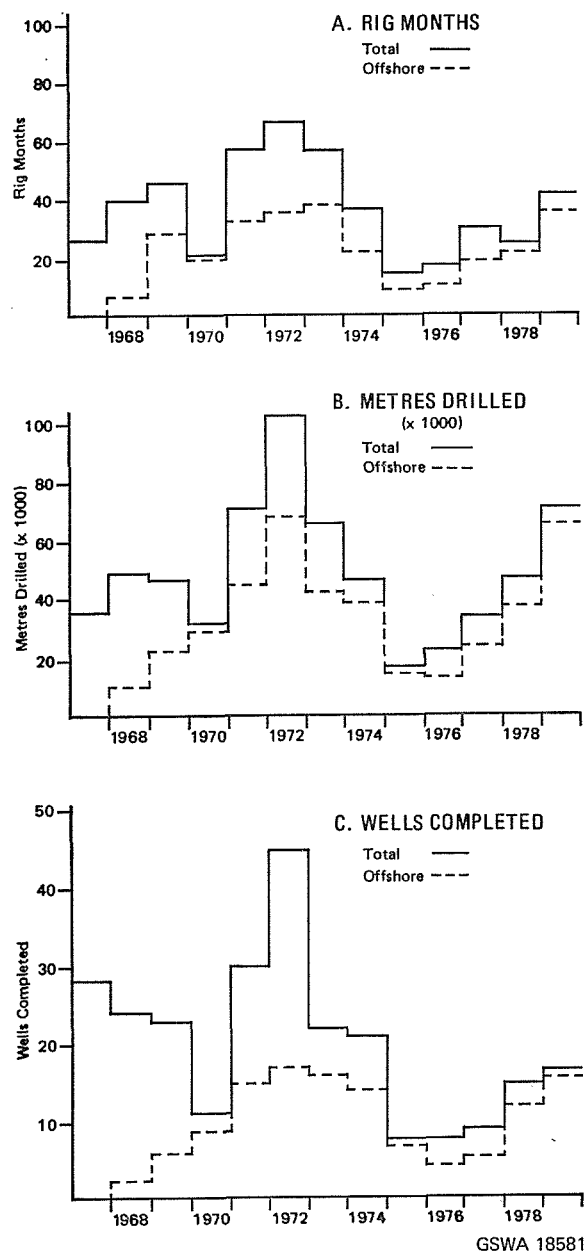 A. RIG MONTHS
Total
Offshore
100
80
60
40
20
Rig Months
1968 1970 1972 1974 1976 1978
B. METRES DRILLED
(x 1000)
Total
Offshore
100
80
60
40
20
Metres Drilled (x 1000)
1968 1970 1972 1974 1976 1978
C. WELLS COMPLETED
Total
Offshore
50
40
30
20
10
Wells Completed
1968 1970 1972 1974 1976 1978
GSWA 18581